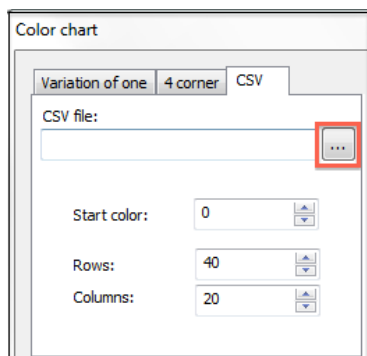 Color chart
Variation of one 4 corner CSV
CSV file:
...
Start color: 0
Rows: 40
Columns: 20